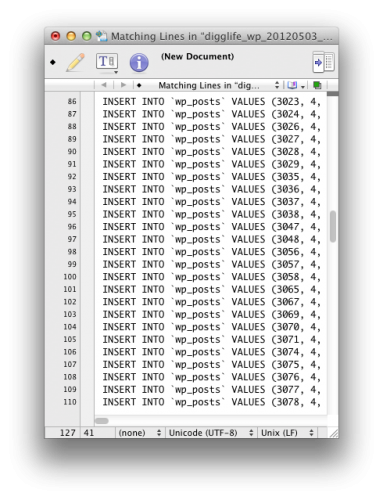 Matching Lines in "digglife_wp_20120503_...
(New Document)
Matching Lines in "dig...
86 INSERT INTO `wp_posts` VALUES (3023, 4,
87 INSERT INTO `wp_posts` VALUES (3024, 4,
88 INSERT INTO `wp_posts` VALUES (3026, 4,
89 INSERT INTO `wp_posts` VALUES (3027, 4,
90 INSERT INTO `wp_posts` VALUES (3028, 4,
91 INSERT INTO `wp_posts` VALUES (3029, 4,
92 INSERT INTO `wp_posts` VALUES (3035, 4,
93 INSERT INTO `wp_posts` VALUES (3036, 4,
94 INSERT INTO `wp_posts` VALUES (3037, 4,
95 INSERT INTO `wp_posts` VALUES (3038, 4,
96 INSERT INTO `wp_posts` VALUES (3047, 4,
97 INSERT INTO `wp_posts` VALUES (3048, 4,
98 INSERT INTO `wp_posts` VALUES (3056, 4,
99 INSERT INTO `wp_posts` VALUES (3057, 4,
100 INSERT INTO `wp_posts` VALUES (3058, 4,
101 INSERT INTO `wp_posts` VALUES (3065, 4,
102 INSERT INTO `wp_posts` VALUES (3067, 4,
103 INSERT INTO `wp_posts` VALUES (3069, 4,
104 INSERT INTO `wp_posts` VALUES (3070, 4,
105 INSERT INTO `wp_posts` VALUES (3071, 4,
106 INSERT INTO `wp_posts` VALUES (3074, 4,
107 INSERT INTO `wp_posts` VALUES (3075, 4,
108 INSERT INTO `wp_posts` VALUES (3076, 4,
109 INSERT INTO `wp_posts` VALUES (3077, 4,
110 INSERT INTO `wp_posts` VALUES (3078, 4,
127 41 (none) Unicode (UTF-8) Unix (LF)